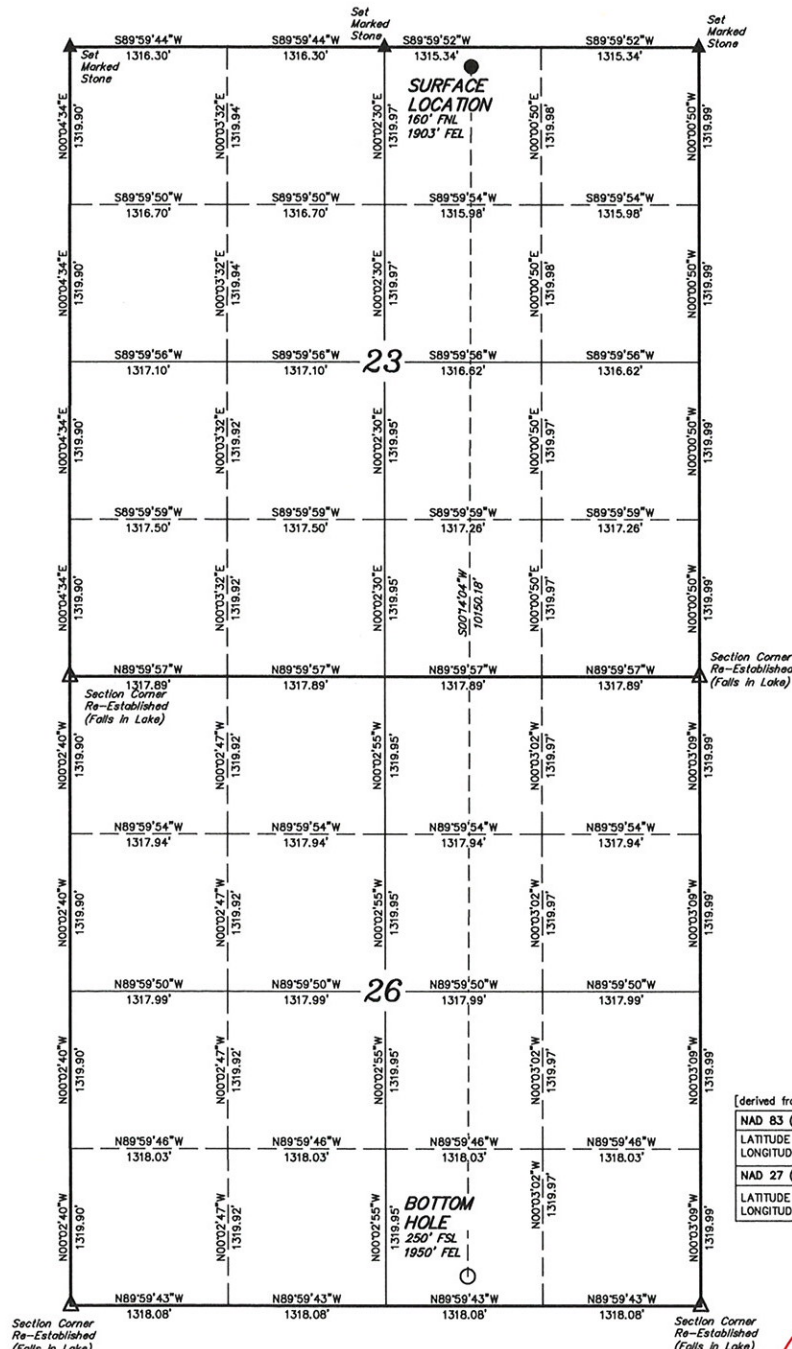 Set
Marked
Stone
S89°59'44"W
1316.30'
S89°59'44"W
1316.30'
Set
Marked
Stone
S89°59'52"W
1315.34'
S89°59'52"W
1315.34'
Set
Marked
Stone
SURFACE
LOCATION
160' FNL
1903' FEL
N00°04'34"E
1319.90'
N00°03'32"E
1319.94'
N00°02'30"E
1319.97'
N00°00'50"E
1319.98'
N00°00'50"W
1319.99'
S89°59'50"W
1316.70'
S89°59'50"W
1316.70'
S89°59'54"W
1315.98'
S89°59'54"W
1315.98'
N00°04'34"E
1319.90'
N00°03'32"E
1319.94'
N00°02'30"E
1319.97'
N00°00'50"E
1319.98'
N00°00'50"W
1319.99'
S89°59'56"W
1317.10'
S89°59'56"W
1317.10'
23
S89°59'56"W
1316.62'
S89°59'56"W
1316.62'
N00°04'34"E
1319.90'
N00°03'32"E
1319.92'
N00°02'30"E
1319.95'
N00°00'50"E
1319.97'
N00°00'50"W
1319.99'
S89°59'59"W
1317.50'
S89°59'59"W
1317.50'
S89°59'59"W
1317.26'
S89°59'59"W
1317.26'
N00°04'34"E
1319.90'
N00°03'32"E
1319.92'
N00°02'30"E
1319.95'
S00°14'04"W
10150.18'
N00°00'50"E
1319.97'
N00°00'50"W
1319.99'
Section Corner
Re-Established
(Falls in Lake)
N89°59'57"W
1317.89'
N89°59'57"W
1317.89'
N89°59'57"W
1317.89'
N89°59'57"W
1317.89'
Section Corner
Re-Established
(Falls in Lake)
N00°02'40"W
1319.90'
N00°02'47"W
1319.92'
N00°02'55"W
1319.95'
N00°03'02"W
1319.97'
N00°03'09"W
1319.99'
N89°59'54"W
1317.94'
N89°59'54"W
1317.94'
N89°59'54"W
1317.94'
N89°59'54"W
1317.94'
N00°02'40"W
1319.90'
N00°02'47"W
1319.92'
N00°02'55"W
1319.95'
N00°03'02"W
1319.97'
N00°03'09"W
1319.99'
N89°59'50"W
1317.99'
N89°59'50"W
1317.99'
26
N89°59'50"W
1317.99'
N89°59'50"W
1317.99'
N00°02'40"W
1319.90'
N00°02'47"W
1319.92'
N00°02'55"W
1319.95'
N00°03'02"W
1319.97'
N00°03'09"W
1319.99'
[derived fro
NAD 83 (
LATITUDE
LONGITUD
NAD 27 (
LATITUDE
LONGITUD
N89°59'46"W
1318.03'
N89°59'46"W
1318.03'
N89°59'46"W
1318.03'
N89°59'46"W
1318.03'
N00°02'40"W
1319.90'
N00°02'47"W
1319.92'
N00°02'55"W
1319.95'
N00°03'02"W
1319.97'
N00°03'09"W
1319.99'
BOTTOM
HOLE
250' FSL
1950' FEL
N89°59'43"W
1318.08'
N89°59'43"W
1318.08'
N89°59'43"W
1318.08'
N89°59'43"W
1318.08'
Section Corner
Re-Established
(Falls in Lake)
Section Corner
Re-Established
(Falls in Lake)